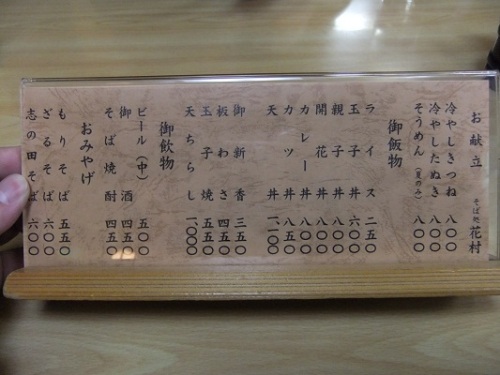 お献立
そば処 花村
冷やしきつね 八〇〇
冷やしたぬき 八〇〇
そうめん(夏のみ) 八〇〇
御飯物
ライス 二五〇
玉子丼 六〇〇
親子丼 八〇〇
開花丼 八〇〇
カレー丼 八〇〇
カツ丼 八五〇
天丼 一、一〇〇
御新香 三五〇
板わさ 四五〇
玉子焼 五五〇
天ちらし 一、〇〇〇
御飲物
ビール(中) 五〇〇
御酒 四五〇
そば焼酎 四五〇
おみやげ
もりそば 五五〇
ざるそば 六〇〇
志の田そば 六〇〇